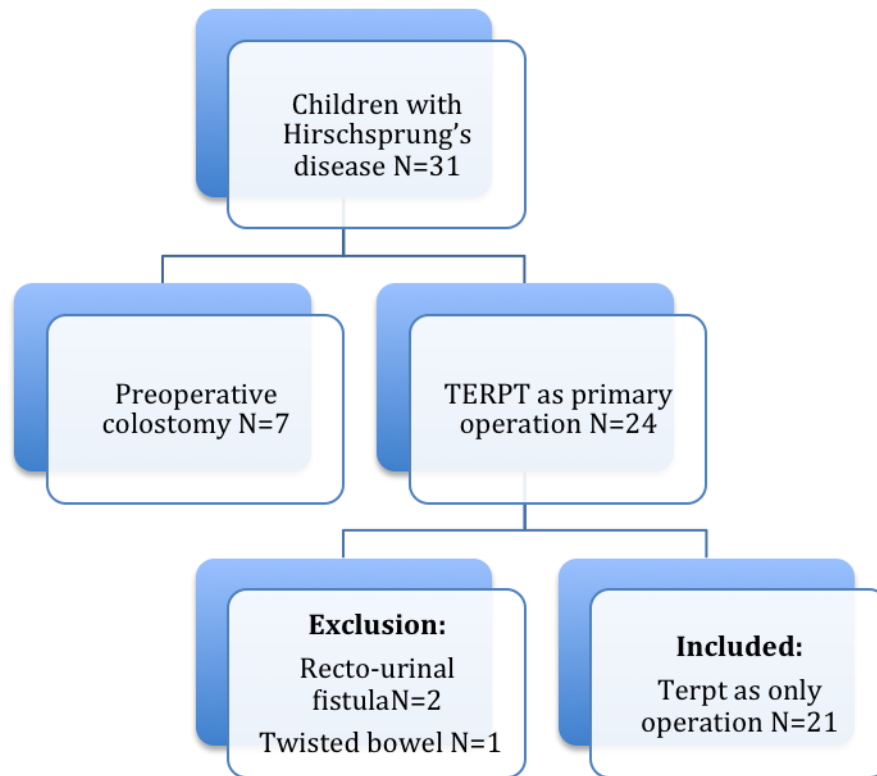 Children with
Hirschsprung’s
disease N=31
Preoperative
colostomy N=7
TERPT as primary
operation N=24
Exclusion:
Recto-urinal
fistulaN=2
Twisted bowel N=1
Included:
Terpt as only
operation N=21